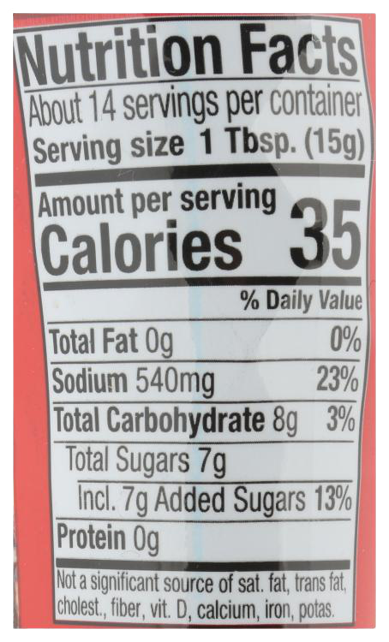 Nutrition Facts
About 14 servings per container
Serving size 1 Tbsp. (15g)
Amount per serving
Calories 35
% Daily Value
Total Fat 0g 0%
Sodium 540mg 23%
Total Carbohydrate 8g 3%
Total Sugars 7g
Incl. 7g Added Sugars 13%
Protein 0g
Not a significant source of sat. fat, trans fat,
cholest., fiber, vit. D, calcium, iron, potas.